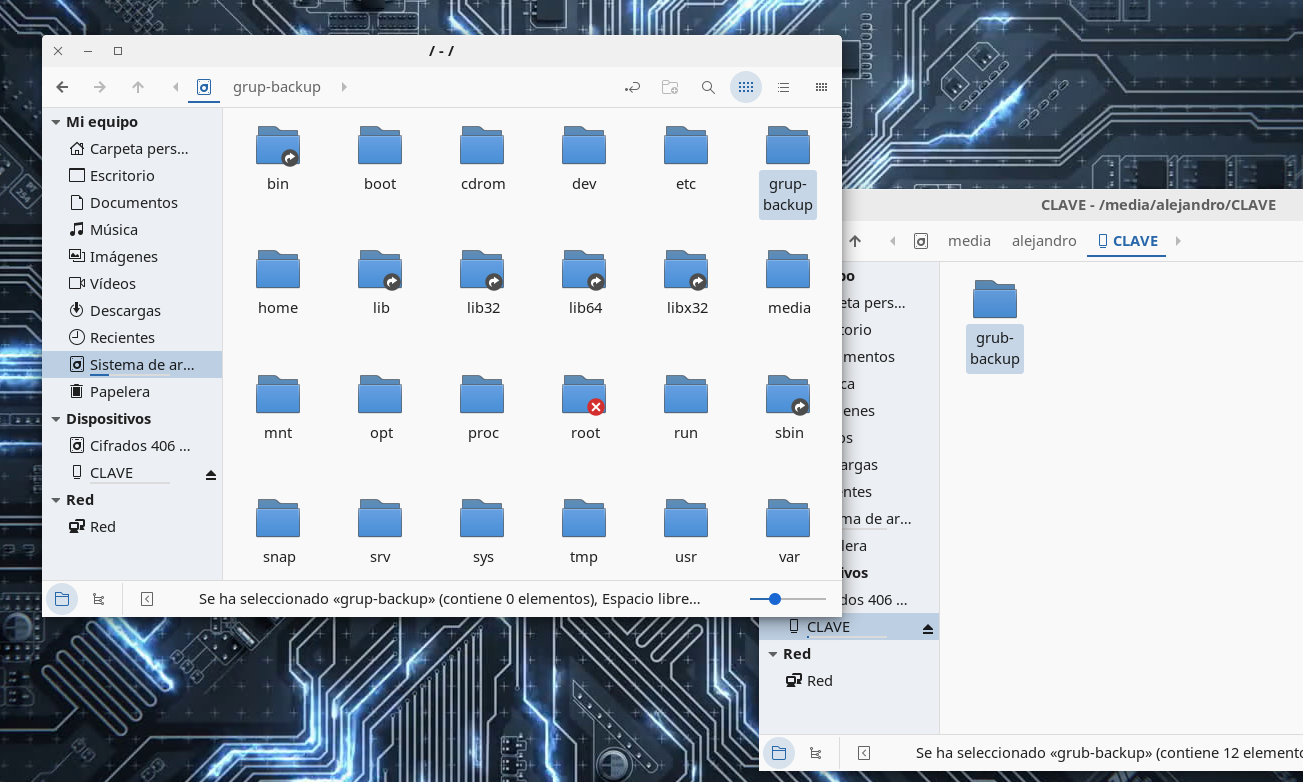 / - /
grup-backup
Mi equipo
Carpeta pers...
Escritorio
Documentos
Música
Imágenes
Vídeos
Descargas
Recientes
Sistema de ar...
Papelera
Dispositivos
Cifrados 406 ...
CLAVE
Red
Red
bin
boot
cdrom
dev
etc
grup-
backup
home
lib
lib32
lib64
libx32
media
mnt
opt
proc
root
run
sbin
snap
srv
sys
tmp
usr
var
Se ha seleccionado «grup-backup» (contiene 0 elementos), Espacio libre...
CLAVE - /media/alejandro/CLAVE
media
alejandro
CLAVE
po
eta pers...
torio
mentos
ca
enes
os
argas
entes
ma de ar...
lera
ivos
dos 406 ...
CLAVE
Red
Red
grub-
backup
Se ha seleccionado «grub-backup» (contiene 12 elemento